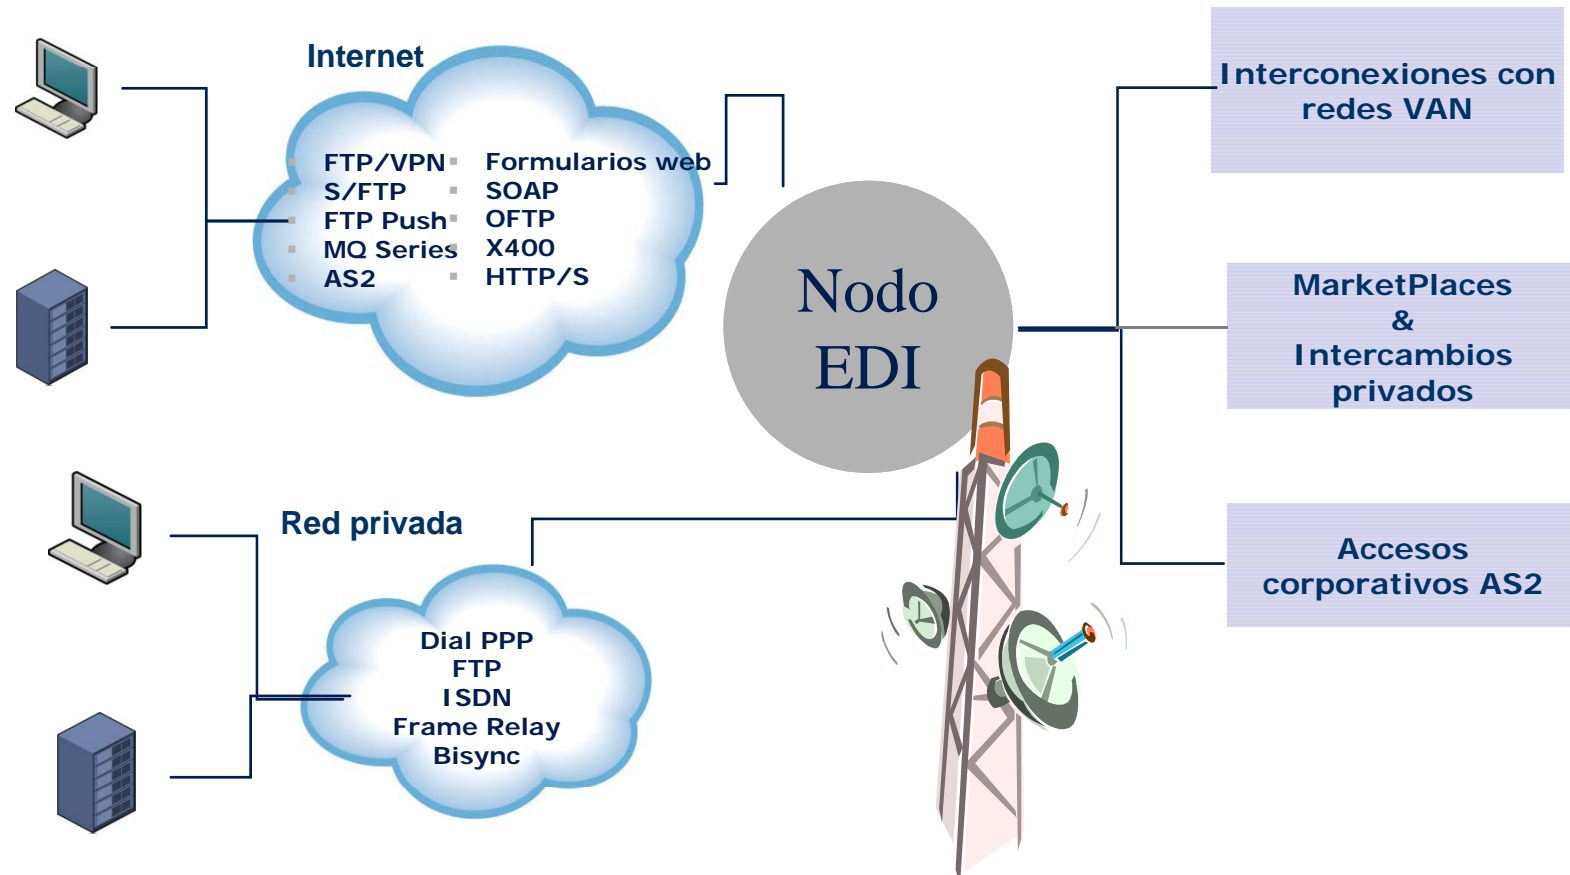 Internet
FTP/VPN
S/FTP
FTP Push
MQ Series
AS2
Formularios web
SOAP
OFTP
X400
HTTP/S
Red privada
Dial PPP
FTP
ISDN
Frame Relay
Bisync
Nodo
EDI
Interconexiones con
redes VAN
MarketPlaces
&
Intercambios
privados
Accesos
corporativos AS2